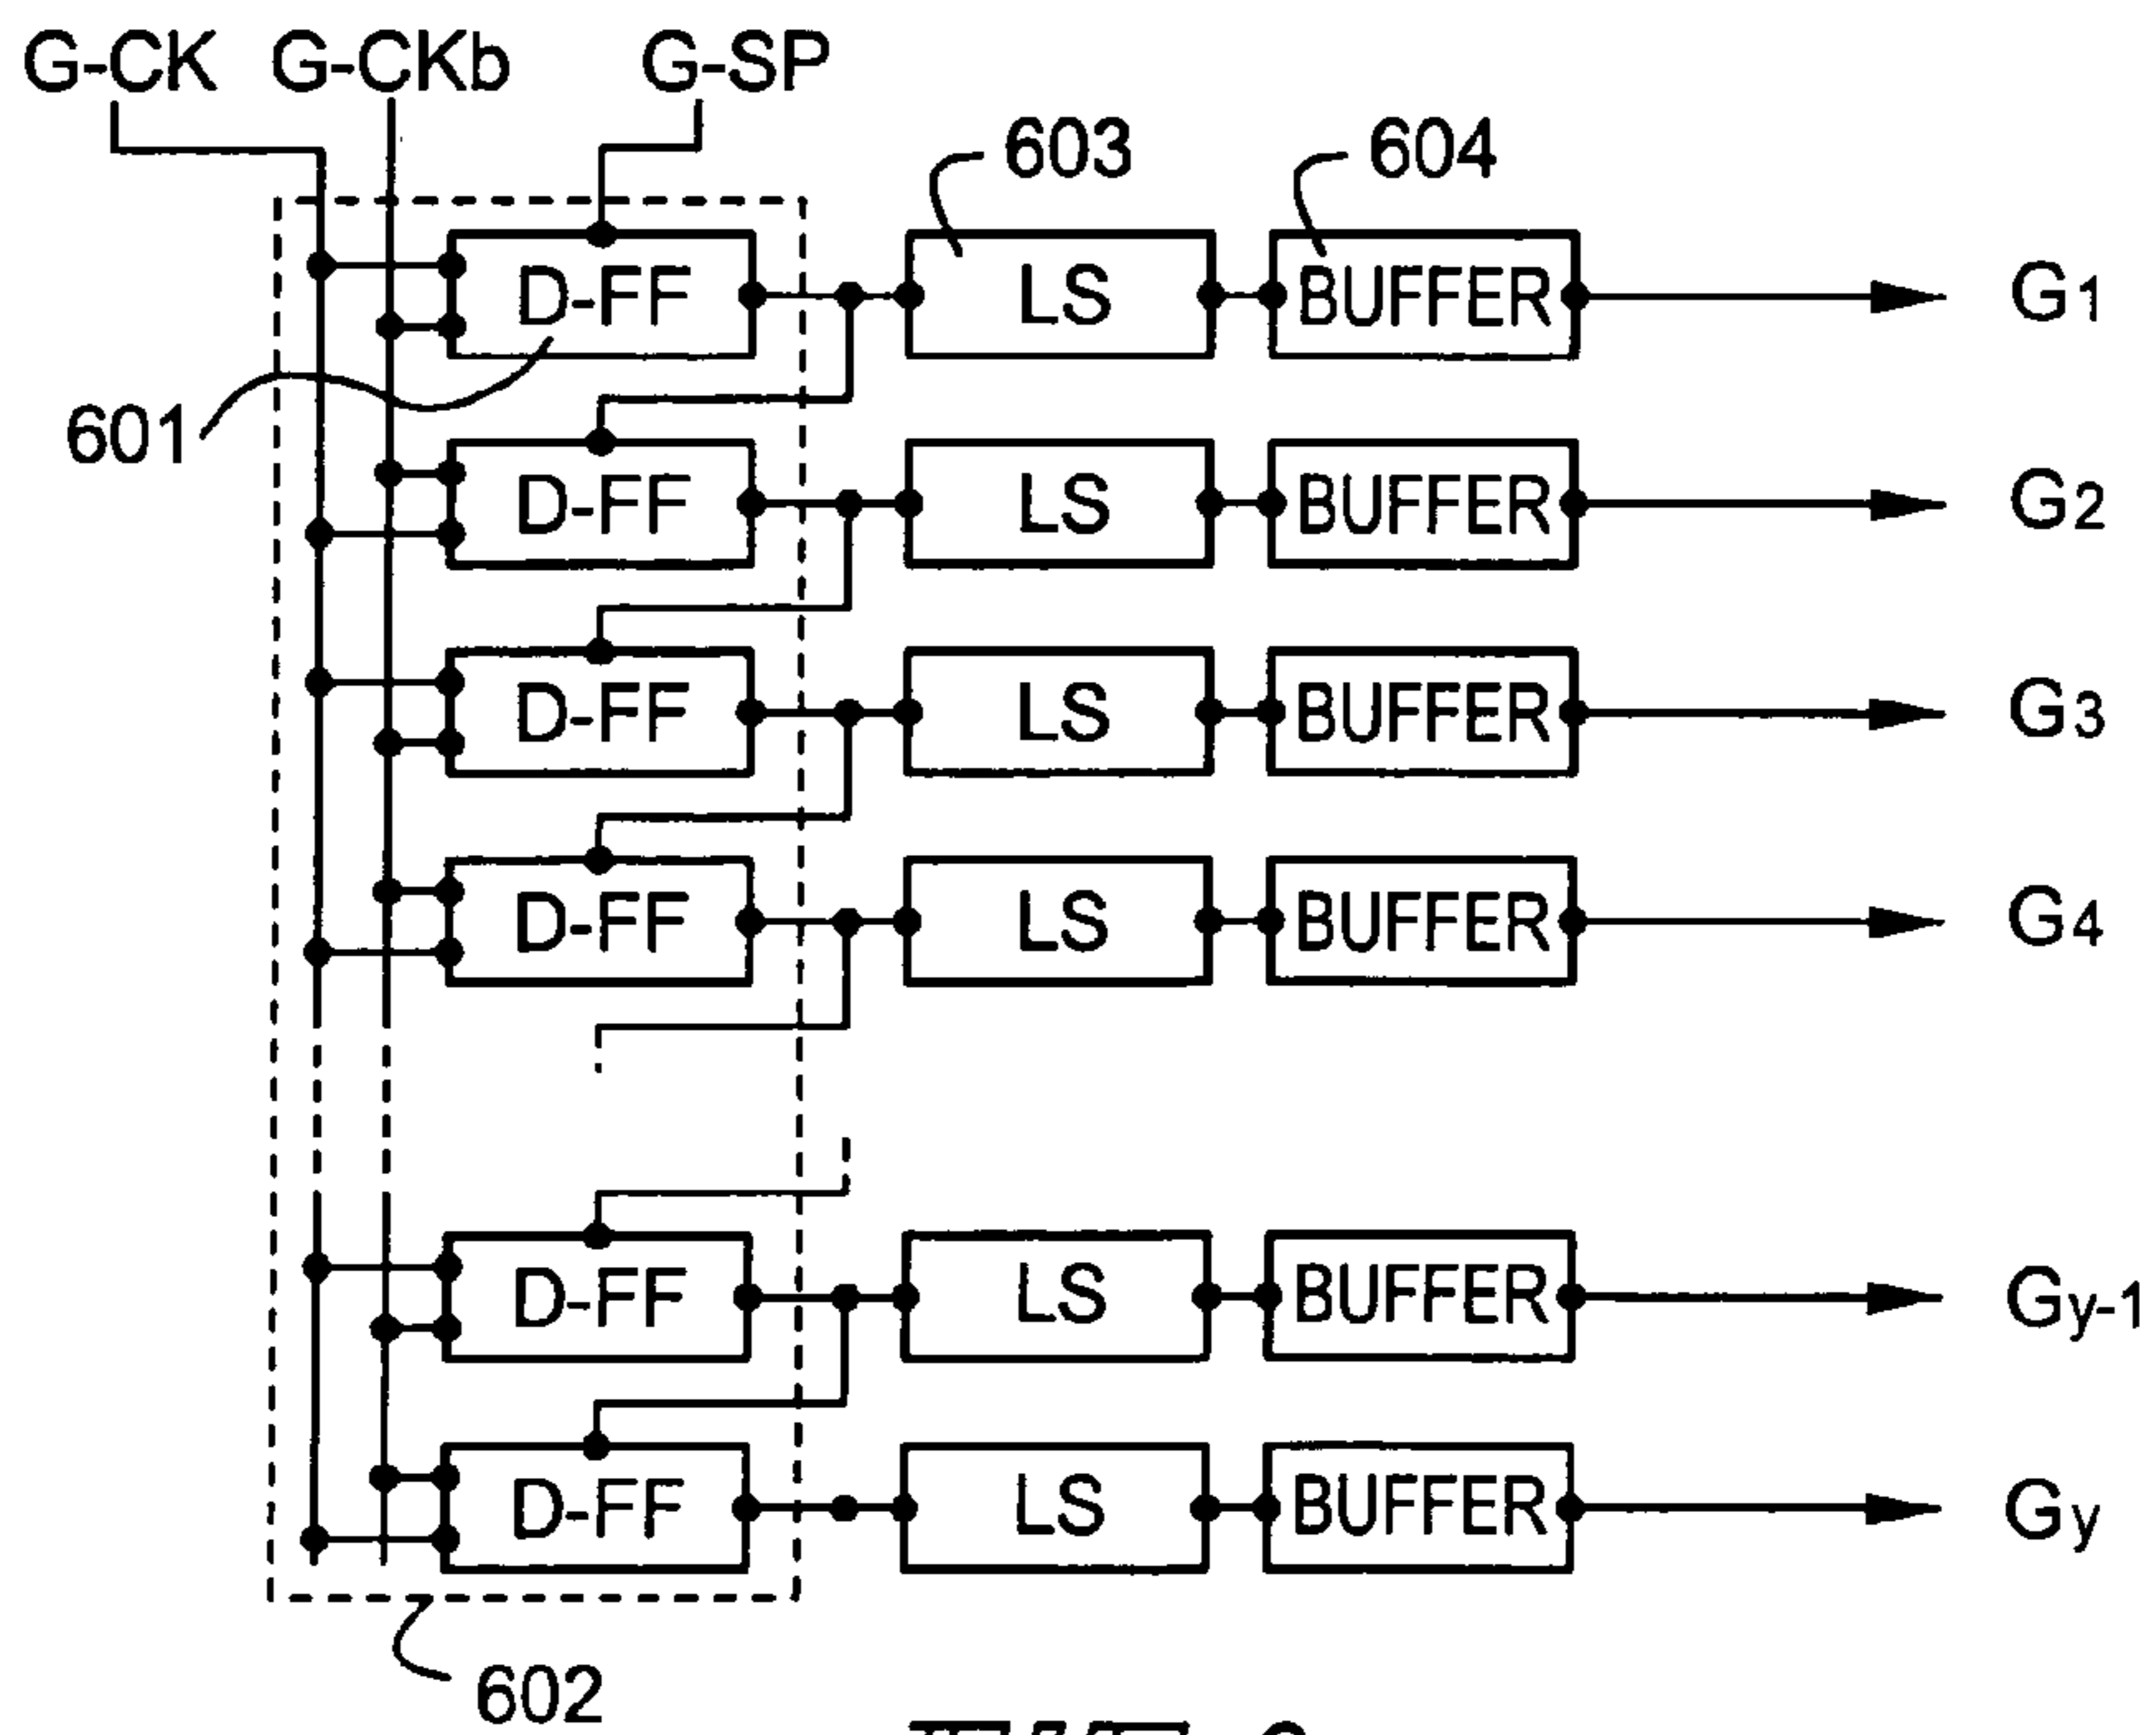 G-CK G-CKb G-SP
603 604
D-FF LS BUFFER G1
601
D-FF LS BUFFER G2
D-FF LS BUFFER G3
D-FF LS BUFFER G4
D-FF LS BUFFER Gy-1
D-FF LS BUFFER Gy
602